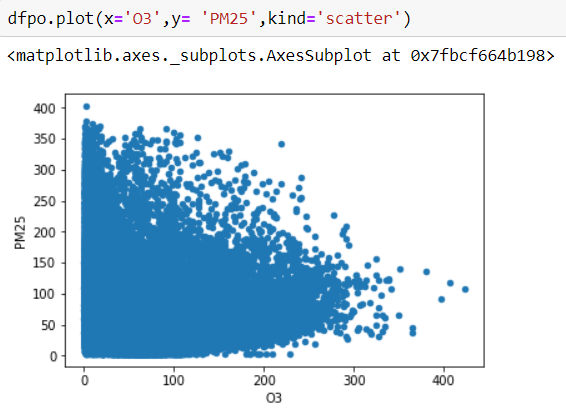 dfpo.plot(x='O3',y= 'PM25',kind='scatter')
<matplotlib.axes._subplots.AxesSubplot at 0x7fbcf664b198>
400
350
300
250
200
150
100
50
0
PM25
0 100 200 300 400
O3